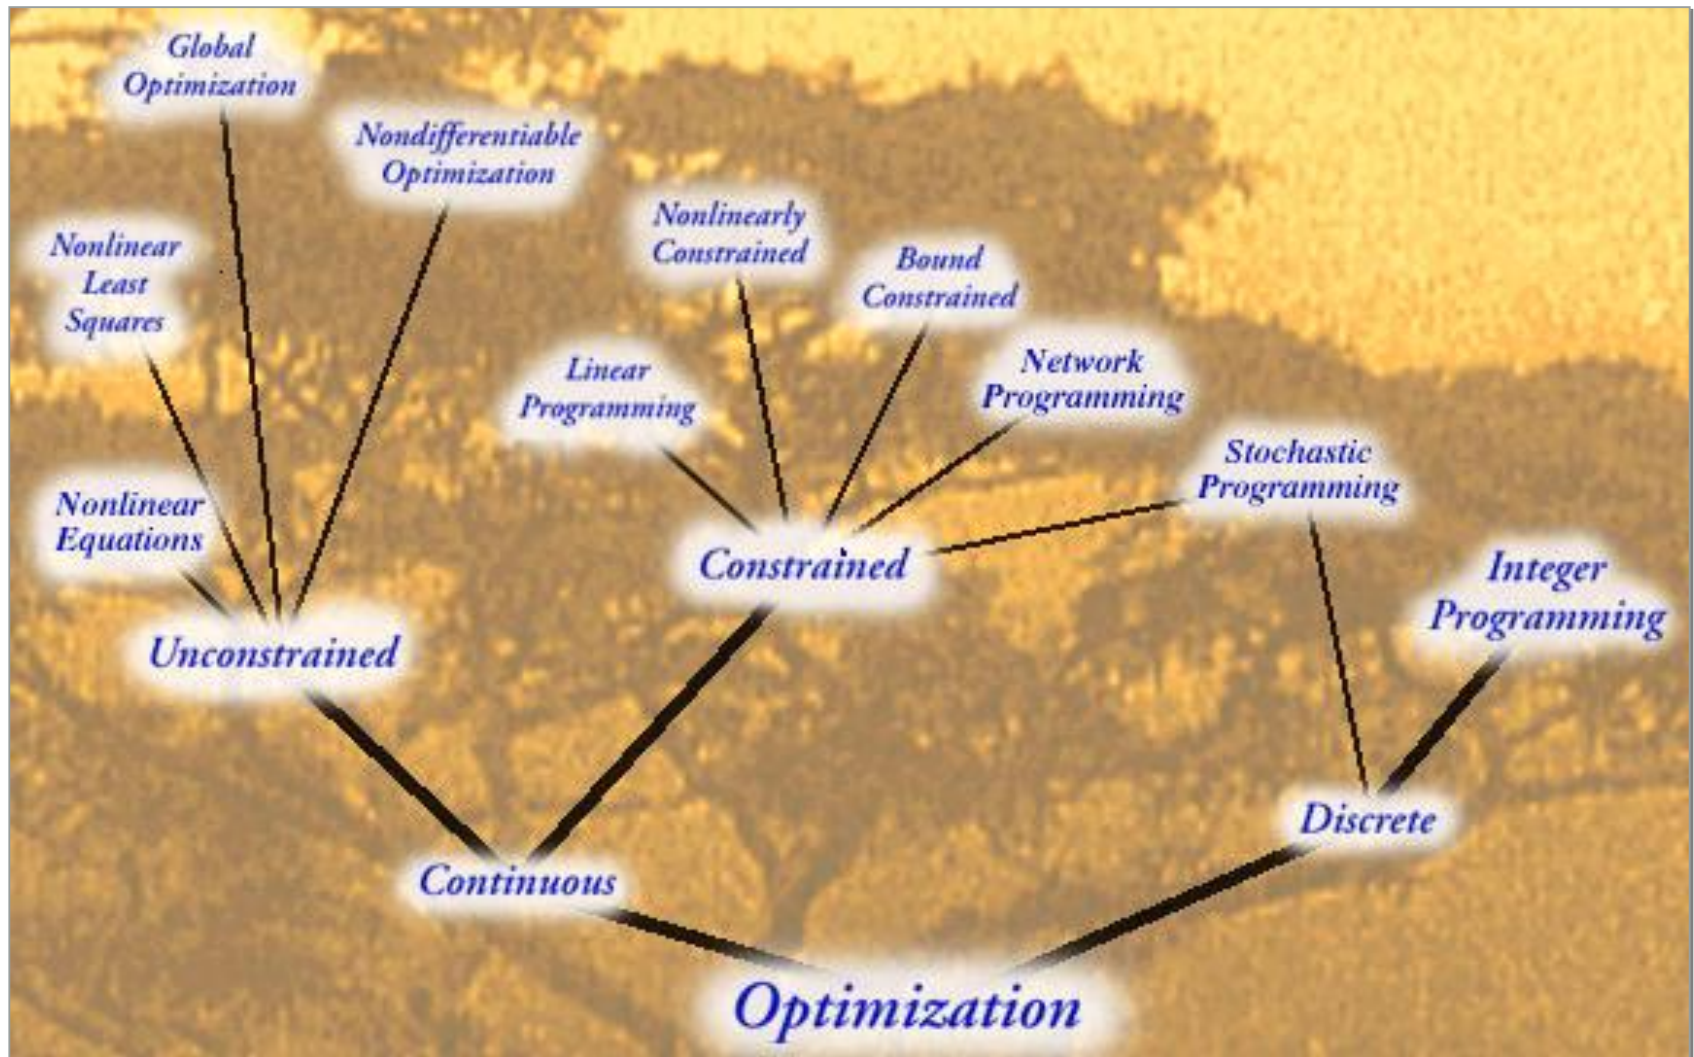 Global
Optimization
Nondifferentiable
Optimization
Nonlinear
Least
Squares
Nonlinearly
Constrained
Bound
Constrained
Linear
Programming
Network
Programming
Stochastic
Programming
Nonlinear
Equations
Constrained
Integer
Programming
Unconstrained
Discrete
Continuous
Optimization